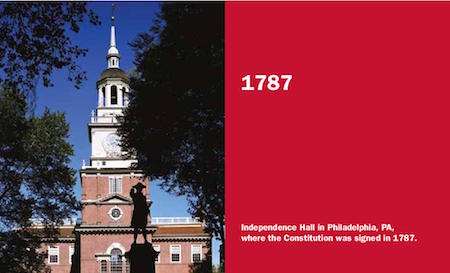 1787
Independence Hall in Philadelphia, PA,
where the Constitution was signed in 1787.